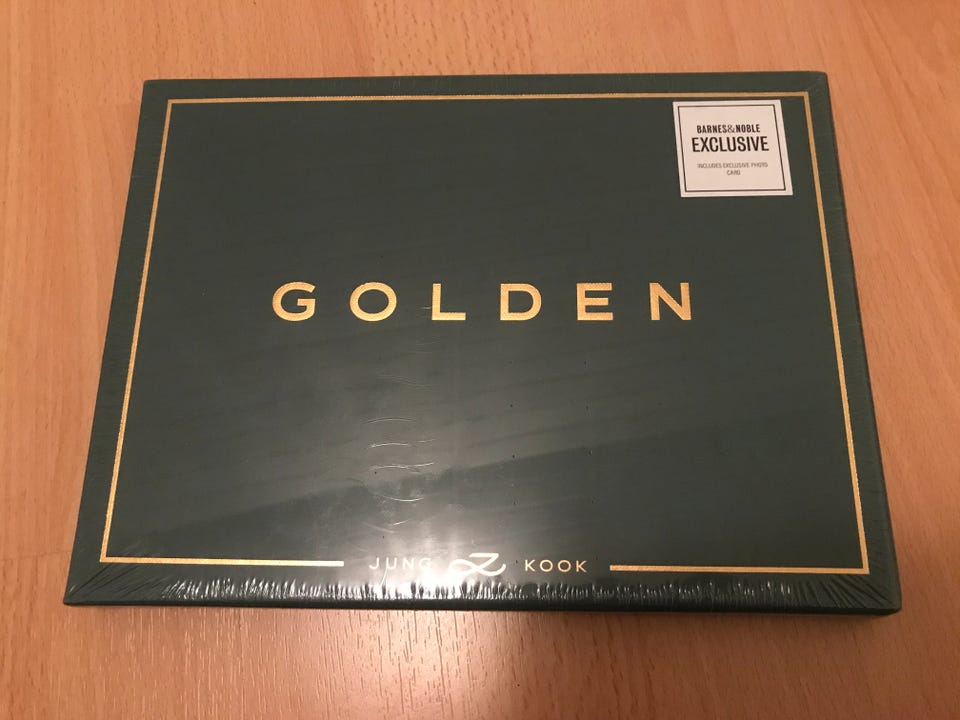 BARNES&NOBLE
EXCLUSIVE
INCLUDES EXCLUSIVE PHOTO
CARD
GOLDEN
JUNG KOOK